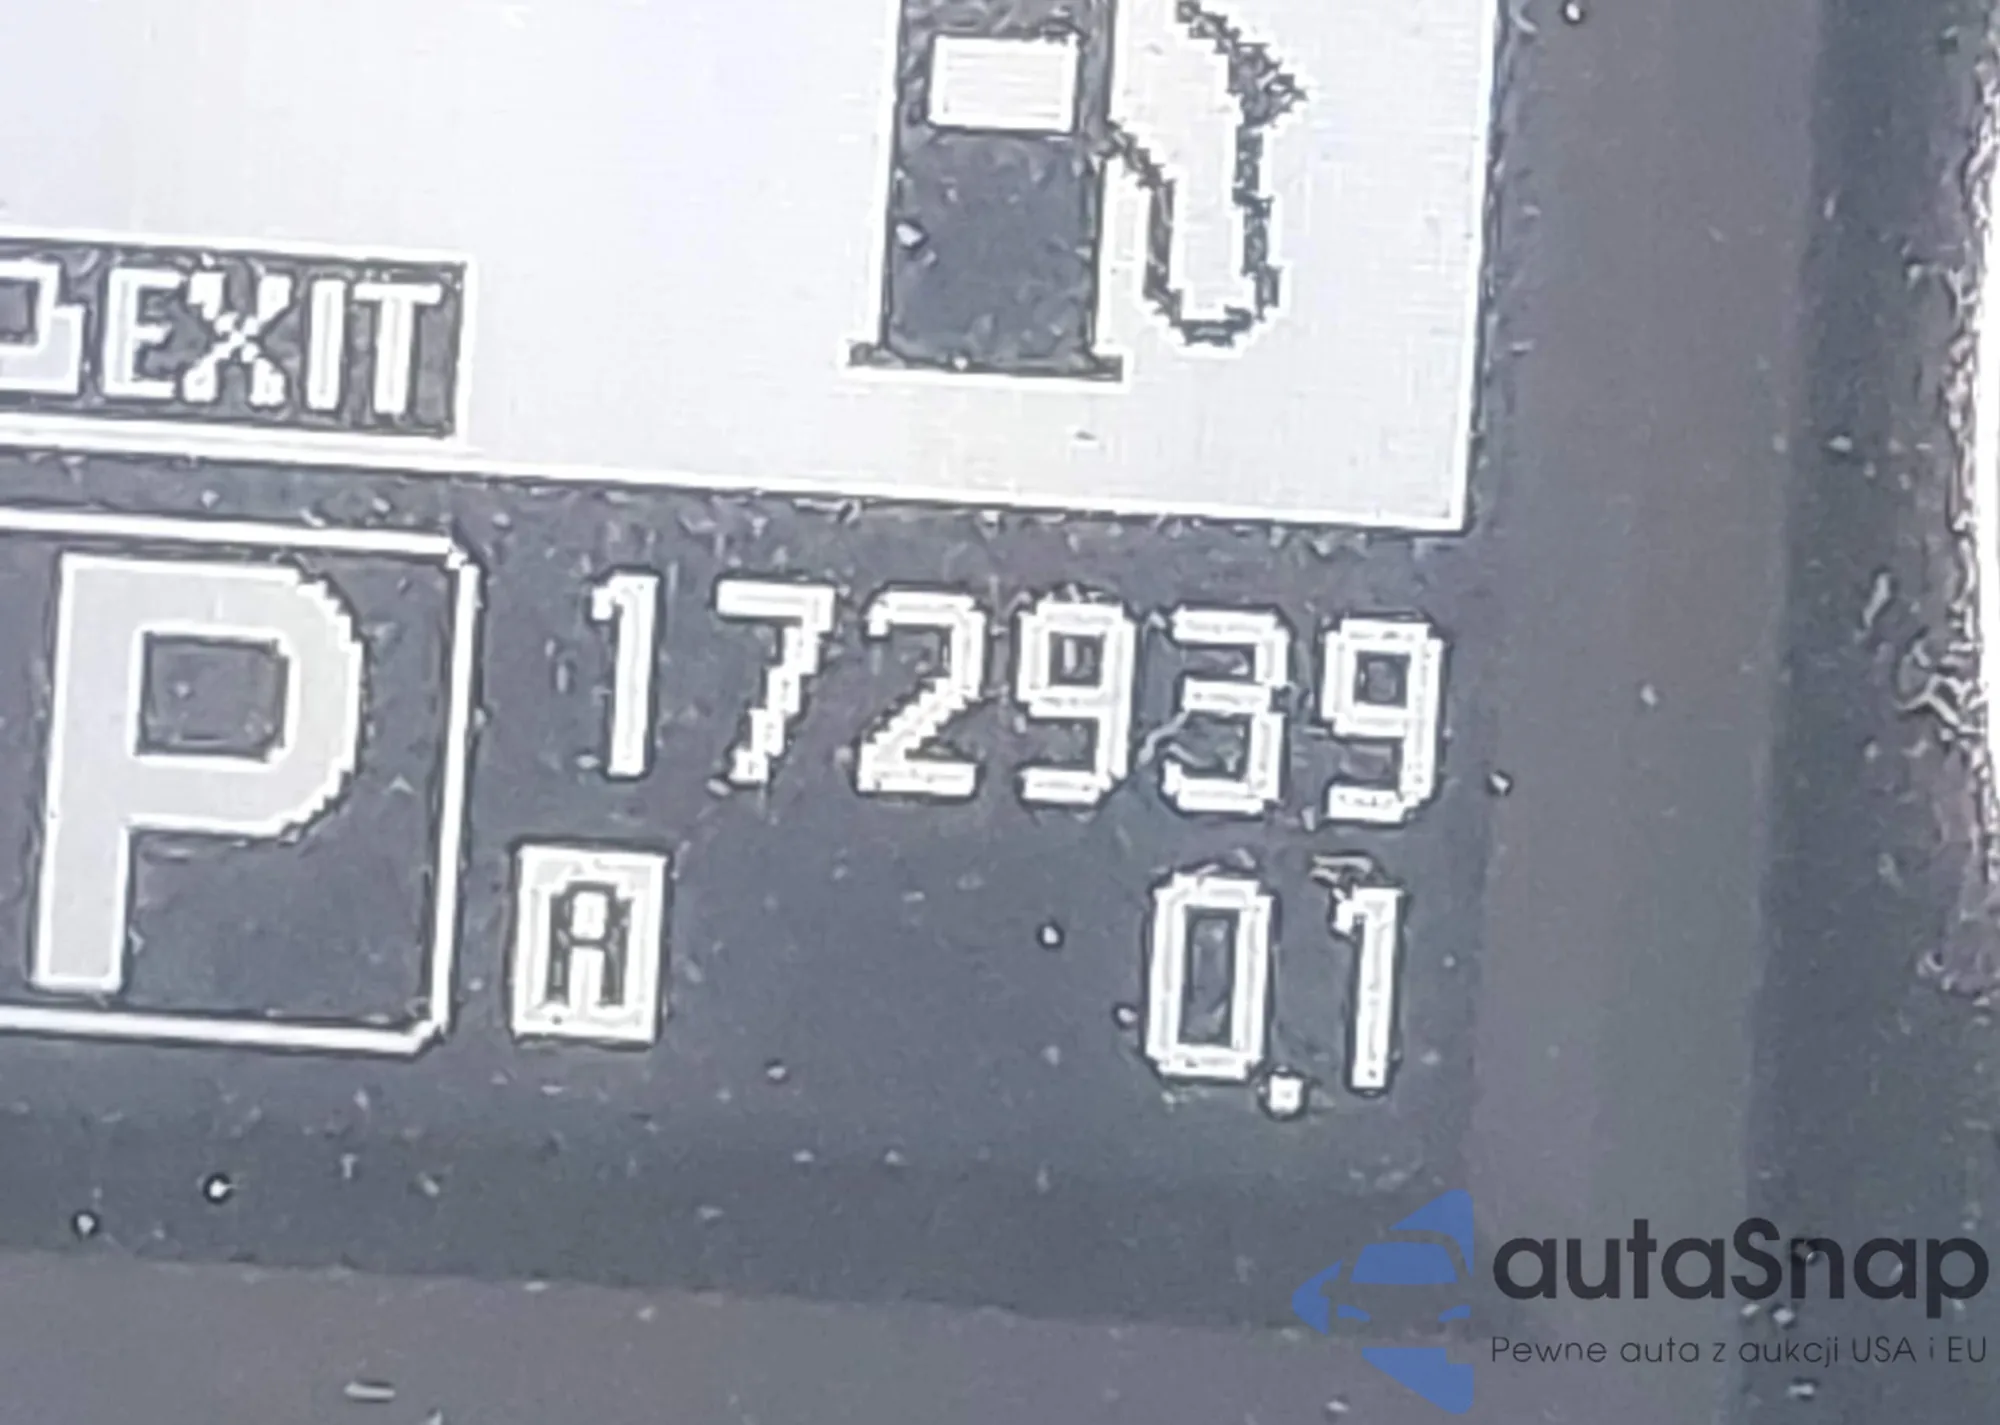 EXIT
P
172939
A
0.1
autaSnap
Pewne auta z aukcji USA i EU